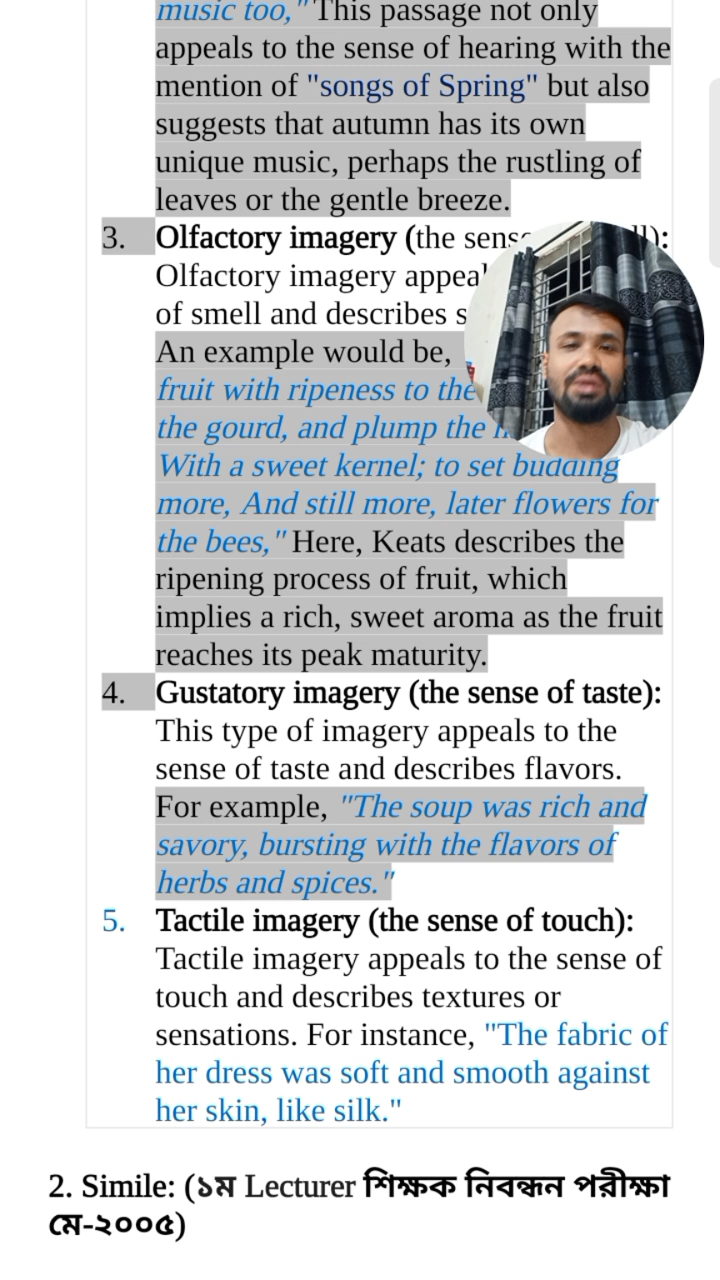 music too," This passage not only
appeals to the sense of hearing with the
mention of "songs of Spring" but also
suggests that autumn has its own
unique music, perhaps the rustling of
leaves or the gentle breeze.
3. Olfactory imagery (the sense
Olfactory imagery appeal
of smell and describes s
An example would be,
fruit with ripeness to the
the gourd, and plump the
With a sweet kernel; to set budding
more, And still more, later flowers for
the bees," Here, Keats describes the
ripening process of fruit, which
implies a rich, sweet aroma as the fruit
reaches its peak maturity.
4. Gustatory imagery (the sense of taste):
This type of imagery appeals to the
sense of taste and describes flavors.
For example, "The soup was rich and
savory, bursting with the flavors of
herbs and spices."
5. Tactile imagery (the sense of touch):
Tactile imagery appeals to the sense of
touch and describes textures or
sensations. For instance, "The fabric of
her dress was soft and smooth against
her skin, like silk."
2. Simile: (১ম Lecturer শিক্ষক নিবন্ধন পরীক্ষা
মে-২০০৫)